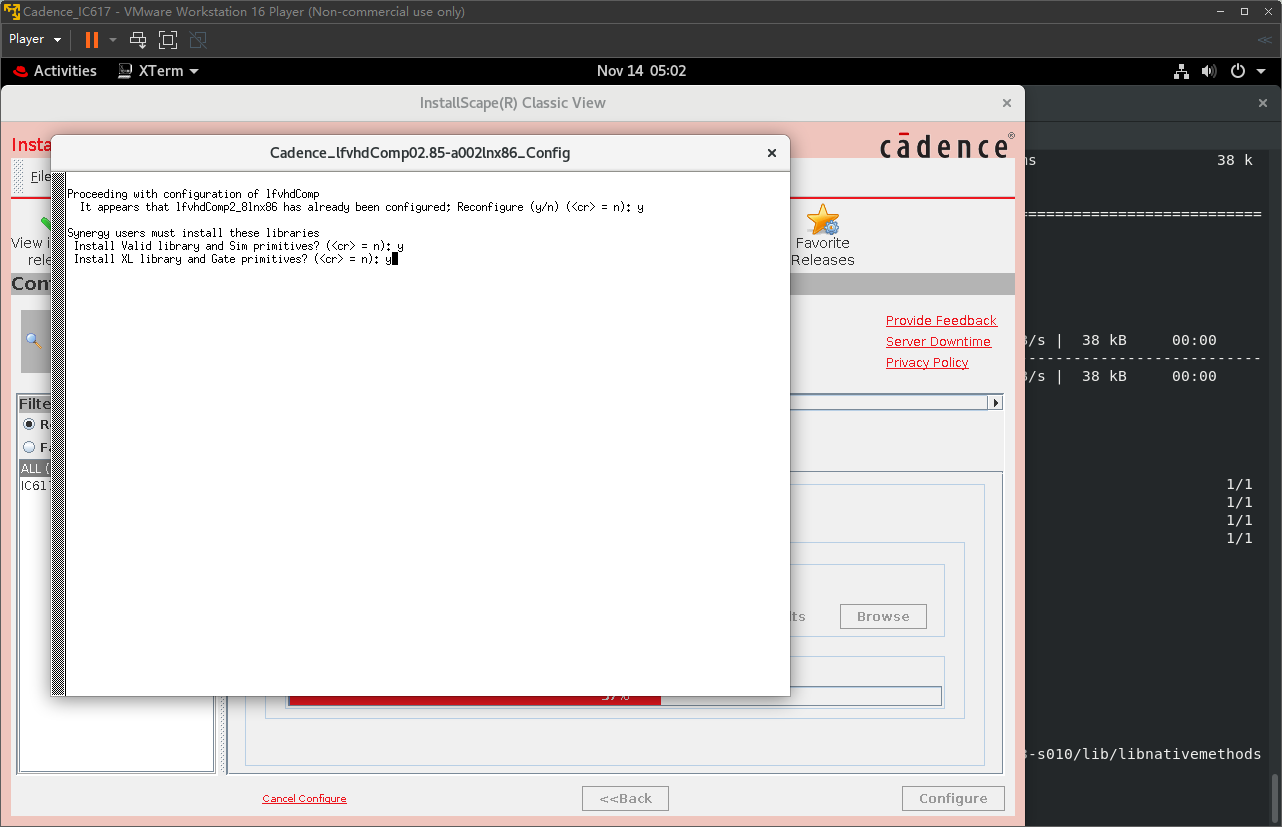 Cadence_IC617 - VMware Workstation 16 Player (Non-commercial use only)
Player
Activities XTerm Nov 14 05:02
InstallScape(R) Classic View
Insta
cādence®
Cadence_lfvhdComp02.85-a002lnx86_Config
File
Proceeding with configuration of lfvhdComp
It appears that lfvhdComp2_8lnx86 has already been configured; Reconfigure (y/n) (<cr> = n): y
Synergy users must install these libraries
Install Valid library and Sim primitives? (<cr> = n): y
Install XL library and Gate primitives? (<cr> = n): y
View i
rele
Favorite
Releases
Con
Provide Feedback
Server Downtime
Privacy Policy
Filte
R
Fa
ALL (
IC61
lts
Browse
57%
Cancel Configure
<<Back
Configure
ns 38 k
===========================
B/s | 38 kB 00:00
--------------------------
B/s | 38 kB 00:00
1/1
1/1
1/1
1/1
3-s010/lib/libnativemethods